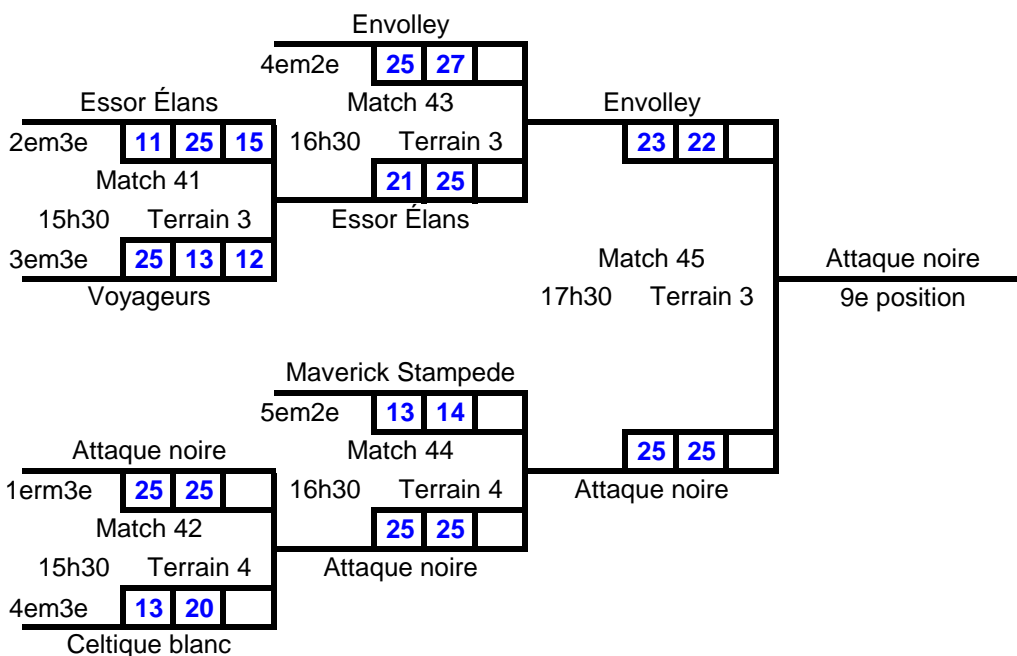 Envolley
4em2e 25 27
Essor Élans Match 43 Envolley
2em3e 11 25 15 16h30 Terrain 3 23 22
Match 41 21 25
15h30 Terrain 3 Essor Élans
3em3e 25 13 12 Match 45 Attaque noire
Voyageurs 17h30 Terrain 3 9e position
Maverick Stampede
5em2e 13 14
Attaque noire Match 44 25 25
1erm3e 25 25 16h30 Terrain 4 Attaque noire
Match 42 25 25
15h30 Terrain 4 Attaque noire
4em3e 13 20
Celtique blanc